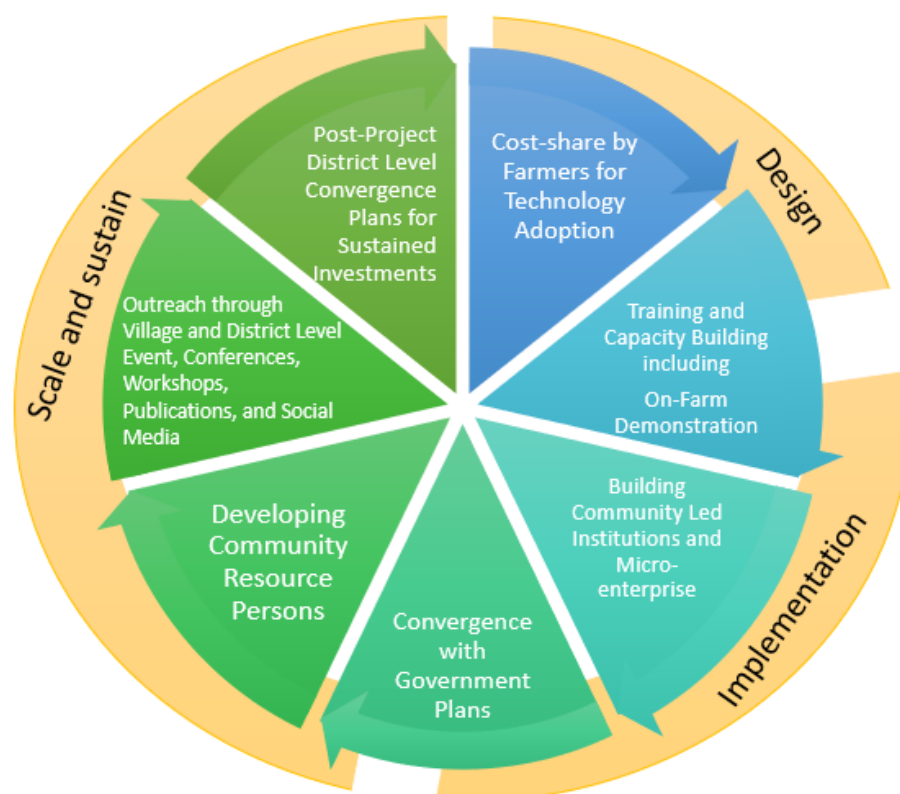 Cost-share by
Farmers for
Technology
Adoption
Design
Training and
Capacity Building
including
On-Farm
Demonstration
Building
Community Led
Institutions and
Micro-
enterprise
Implementation
Convergence
with
Government
Plans
Developing
Community
Resource
Persons
Outreach through
Village and District Level
Event, Conferences,
Workshops,
Publications, and Social
Media
Scale and sustain
Post-Project
District Level
Convergence
Plans for
Sustained
Investments